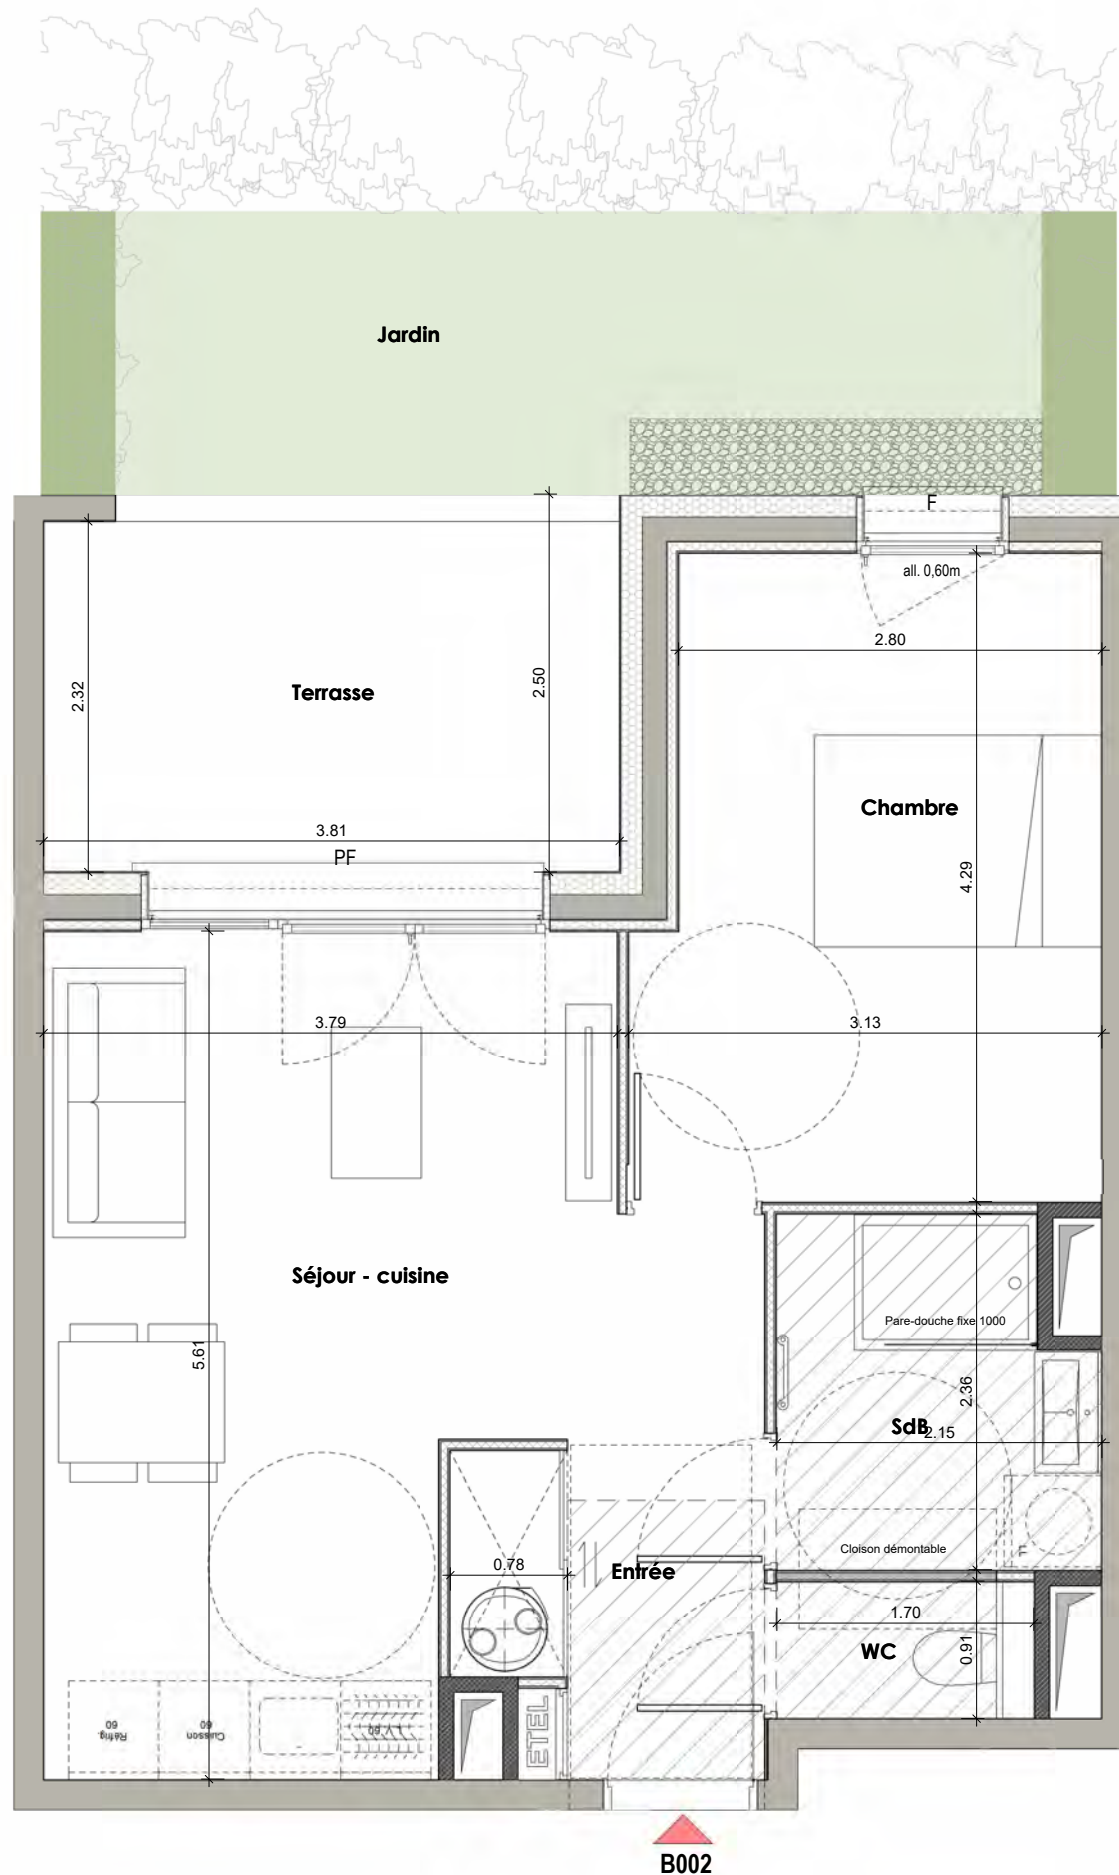 Jardin
F
all. 0,60m
2.80
2.32
Terrasse
2.50
3.81
PF
Chambre
4.29
3.79
3.13
Séjour - cuisine
5.61
Pare-douche fixe 1000
2.36
SdB
2.15
Cloison démontable
0.78
Entrée
1.70
WC
0.91
Réfrig.
60
Cuisson
60
LV 60
ETEL
B002